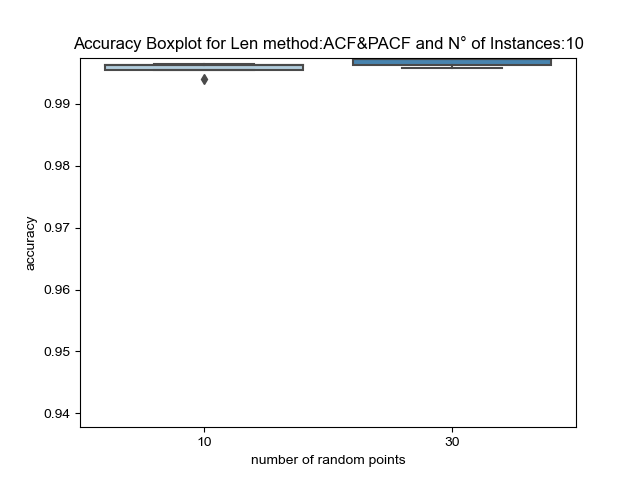 Accuracy Boxplot for Len method:ACF&PACF and N° of Instances:10
0.99
0.98
0.97
0.96
0.95
0.94
accuracy
10
30
number of random points